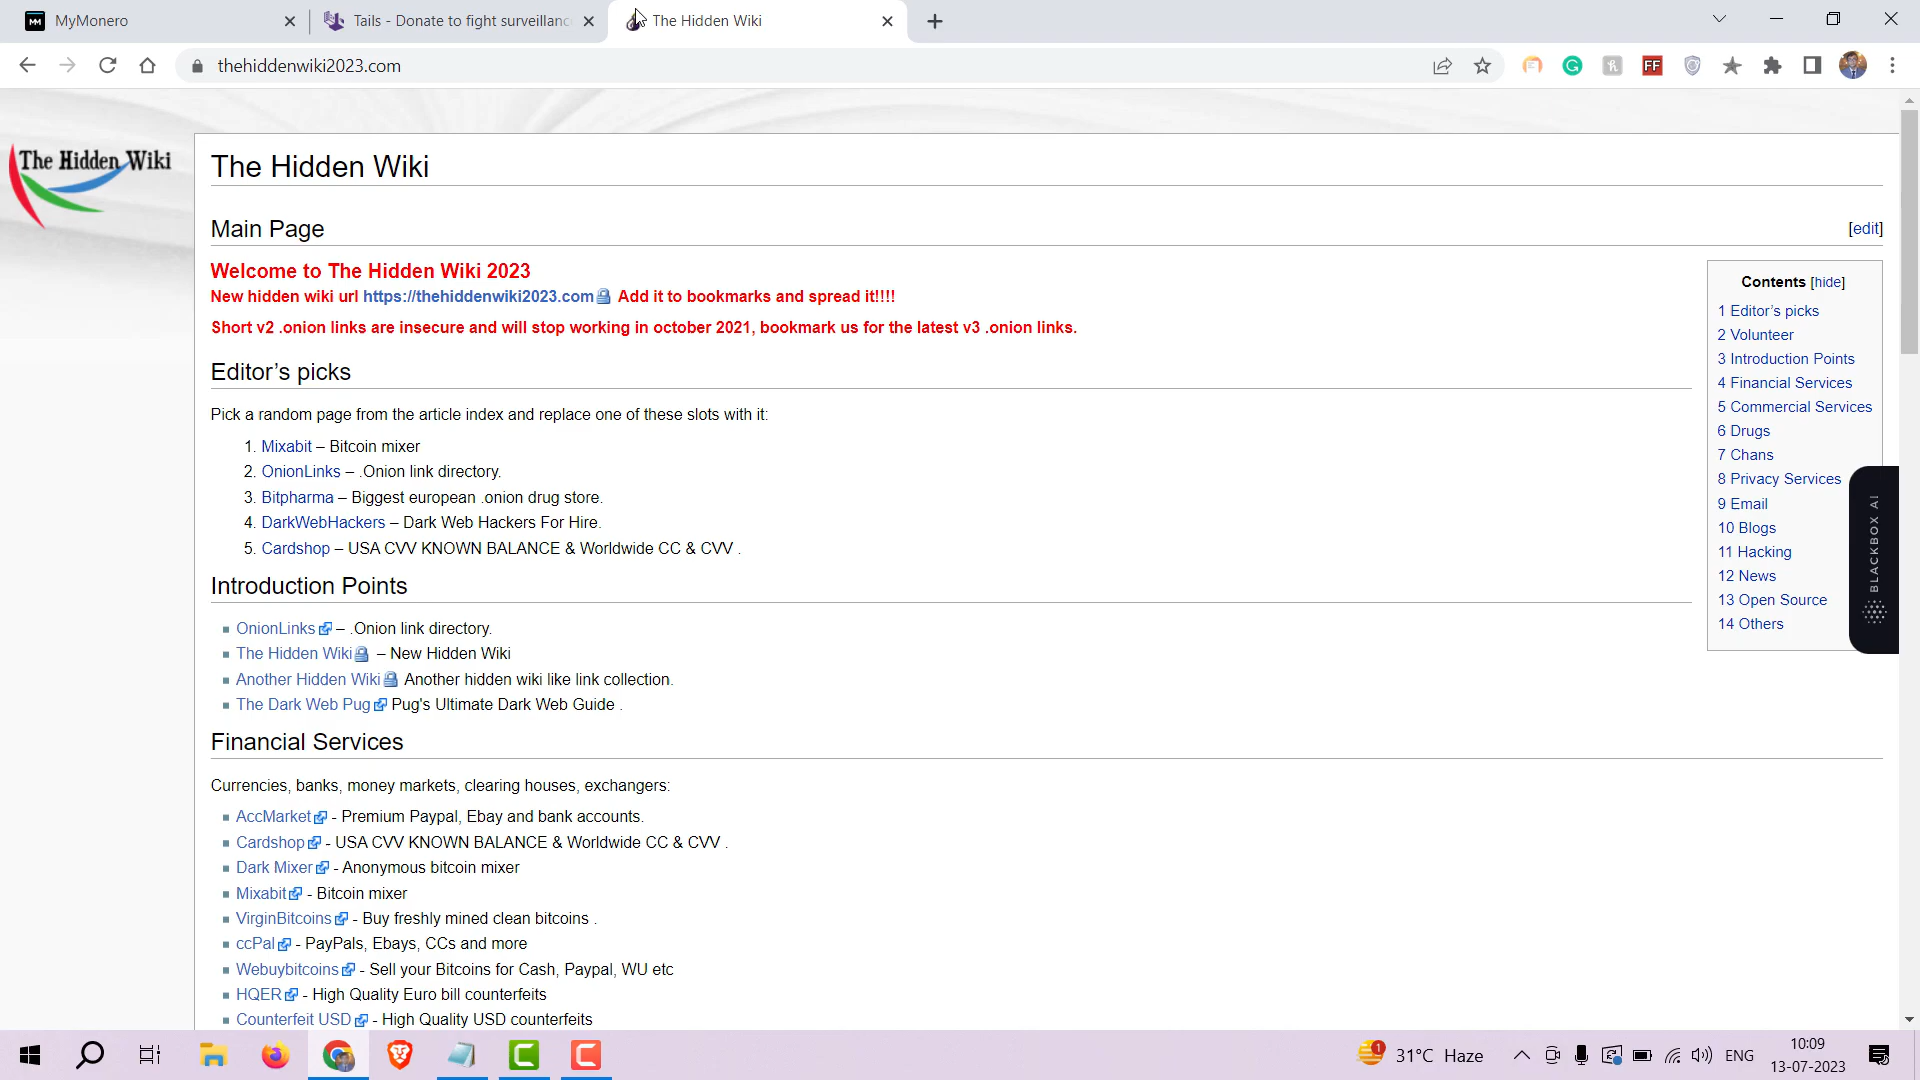 MyMonero
Tails - Donate to fight surveillanc
The Hidden Wiki
thehiddenwiki2023.com
The Hidden Wiki
The Hidden Wiki
Main Page
[edit]
Welcome to The Hidden Wiki 2023
New hidden wiki url https://thehiddenwiki2023.com Add it to bookmarks and spread it!!!!
Short v2 .onion links are insecure and will stop working in october 2021, bookmark us for the latest v3 .onion links.
Contents [hide]
1 Editor’s picks
2 Volunteer
3 Introduction Points
4 Financial Services
5 Commercial Services
6 Drugs
7 Chans
8 Privacy Services
9 Email
10 Blogs
11 Hacking
12 News
13 Open Source
14 Others
BLACKBOX AI
Editor’s picks
Pick a random page from the article index and replace one of these slots with it:
1. Mixabit – Bitcoin mixer
2. OnionLinks – .Onion link directory.
3. Bitpharma – Biggest european .onion drug store.
4. DarkWebHackers – Dark Web Hackers For Hire.
5. Cardshop – USA CVV KNOWN BALANCE & Worldwide CC & CVV .
Introduction Points
OnionLinks – .Onion link directory.
The Hidden Wiki – New Hidden Wiki
Another Hidden Wiki Another hidden wiki like link collection.
The Dark Web Pug Pug's Ultimate Dark Web Guide .
Financial Services
Currencies, banks, money markets, clearing houses, exchangers:
AccMarket - Premium Paypal, Ebay and bank accounts.
Cardshop - USA CVV KNOWN BALANCE & Worldwide CC & CVV .
Dark Mixer - Anonymous bitcoin mixer
Mixabit - Bitcoin mixer
VirginBitcoins - Buy freshly mined clean bitcoins .
ccPal - PayPals, Ebays, CCs and more
Webuybitcoins - Sell your Bitcoins for Cash, Paypal, WU etc
HQER - High Quality Euro bill counterfeits
Counterfeit USD - High Quality USD counterfeits
1
31°C Haze
ENG
10:09
13-07-2023